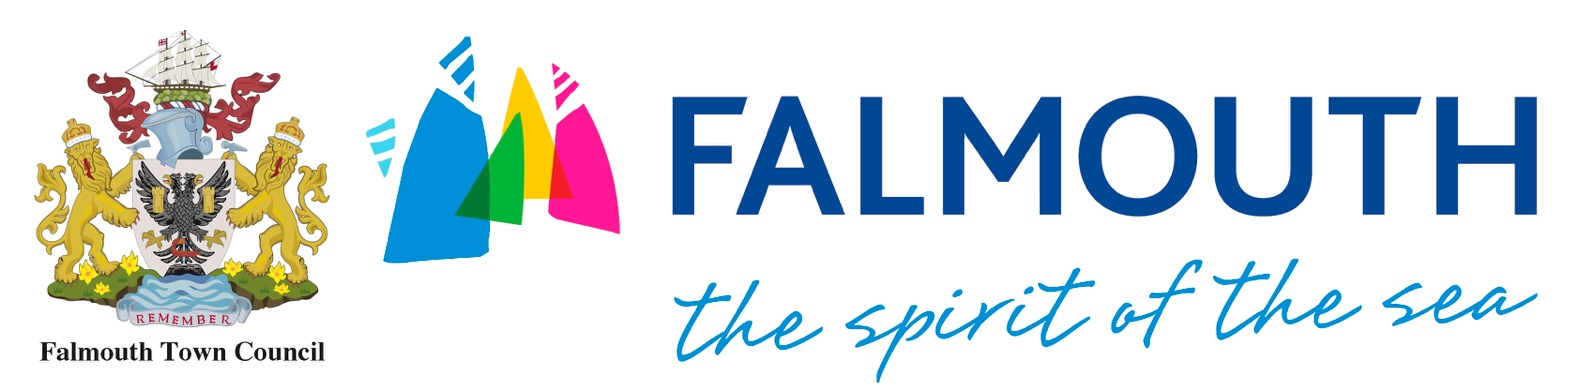 REMEMBER
Falmouth Town Council
FALMOUTH
the spirit of the sea